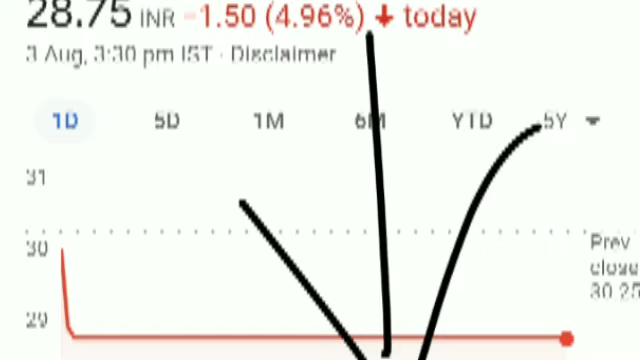 28.75 INR −1.50 (4.96%) ↓ today
3 Aug, 3:30 pm IST · Disclaimer
1D 5D 1M 6M YTD 5Y
31
30
29
Prev
close
30.25